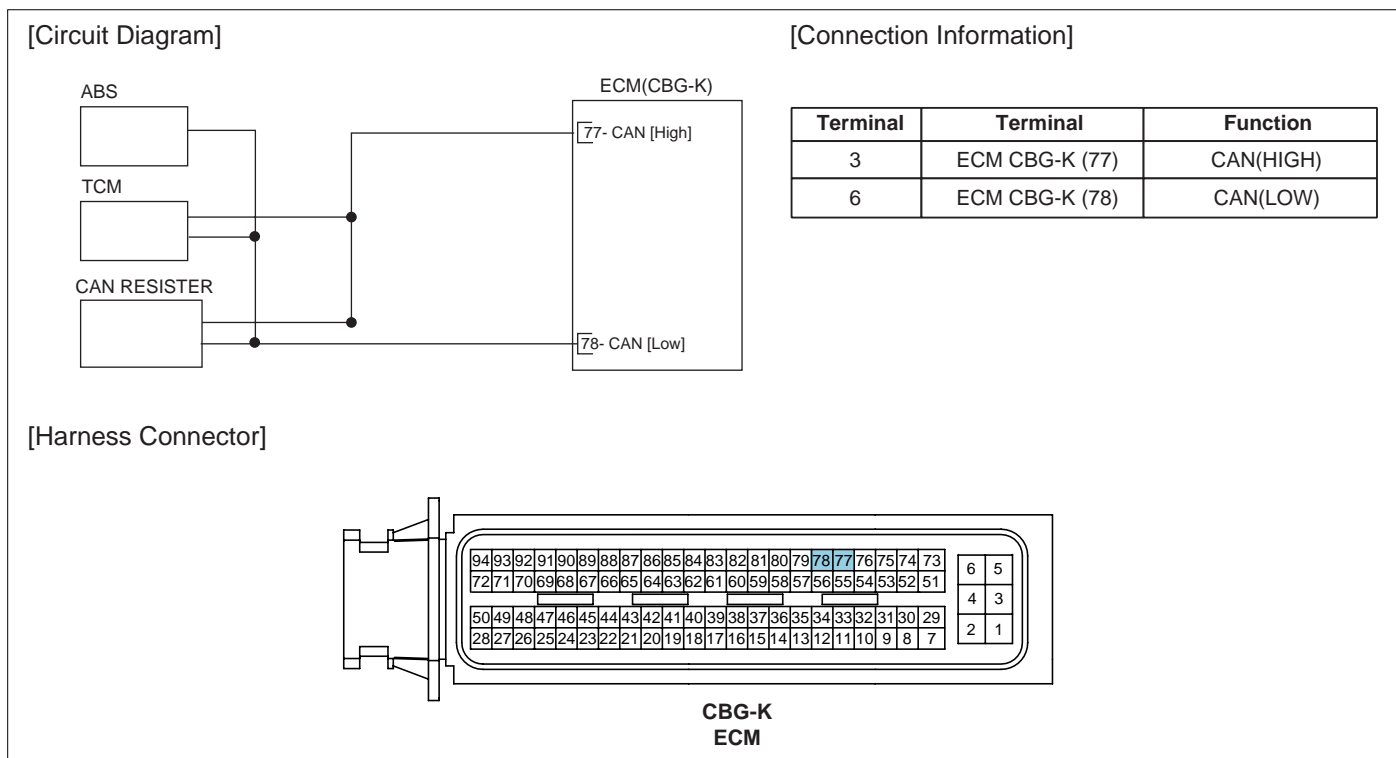 [Circuit Diagram]
[Connection Information]
ABS
TCM
CAN RESISTER
ECM(CBG-K)
77- CAN [High]
78- CAN [Low]
Terminal Terminal Function
3 ECM CBG-K (77) CAN(HIGH)
6 ECM CBG-K (78) CAN(LOW)
[Harness Connector]
94 93 92 91 90 89 88 87 86 85 84 83 82 81 80 79 78 77 76 75 74 73
72 71 70 69 68 67 66 65 64 63 62 61 60 59 58 57 56 55 54 53 52 51
50 49 48 47 46 45 44 43 42 41 40 39 38 37 36 35 34 33 32 31 30 29
28 27 26 25 24 23 22 21 20 19 18 17 16 15 14 13 12 11 10 9 8 7
6 5
4 3
2 1
CBG-K
ECM